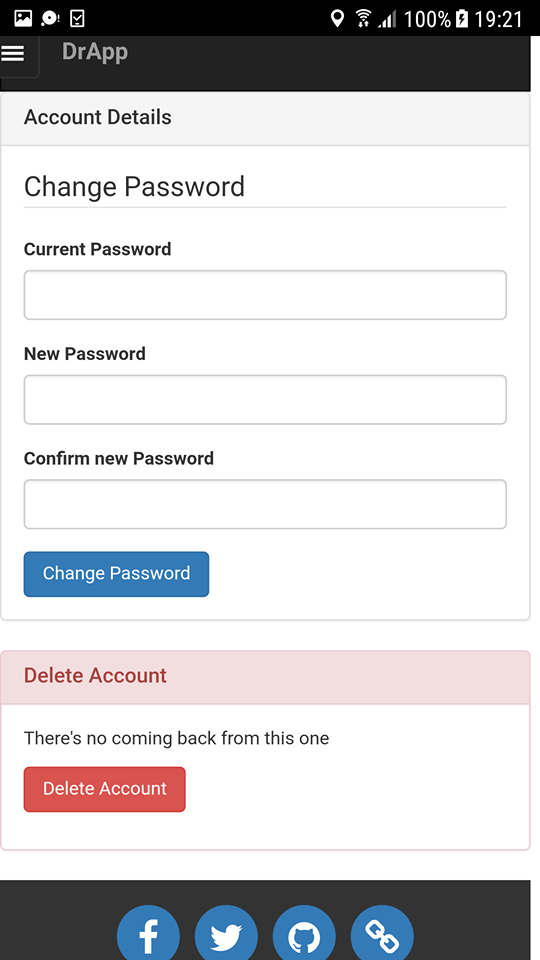 100% 19:21
DrApp
Account Details
Change Password
Current Password
New Password
Confirm new Password
Change Password
Delete Account
There's no coming back from this one
Delete Account